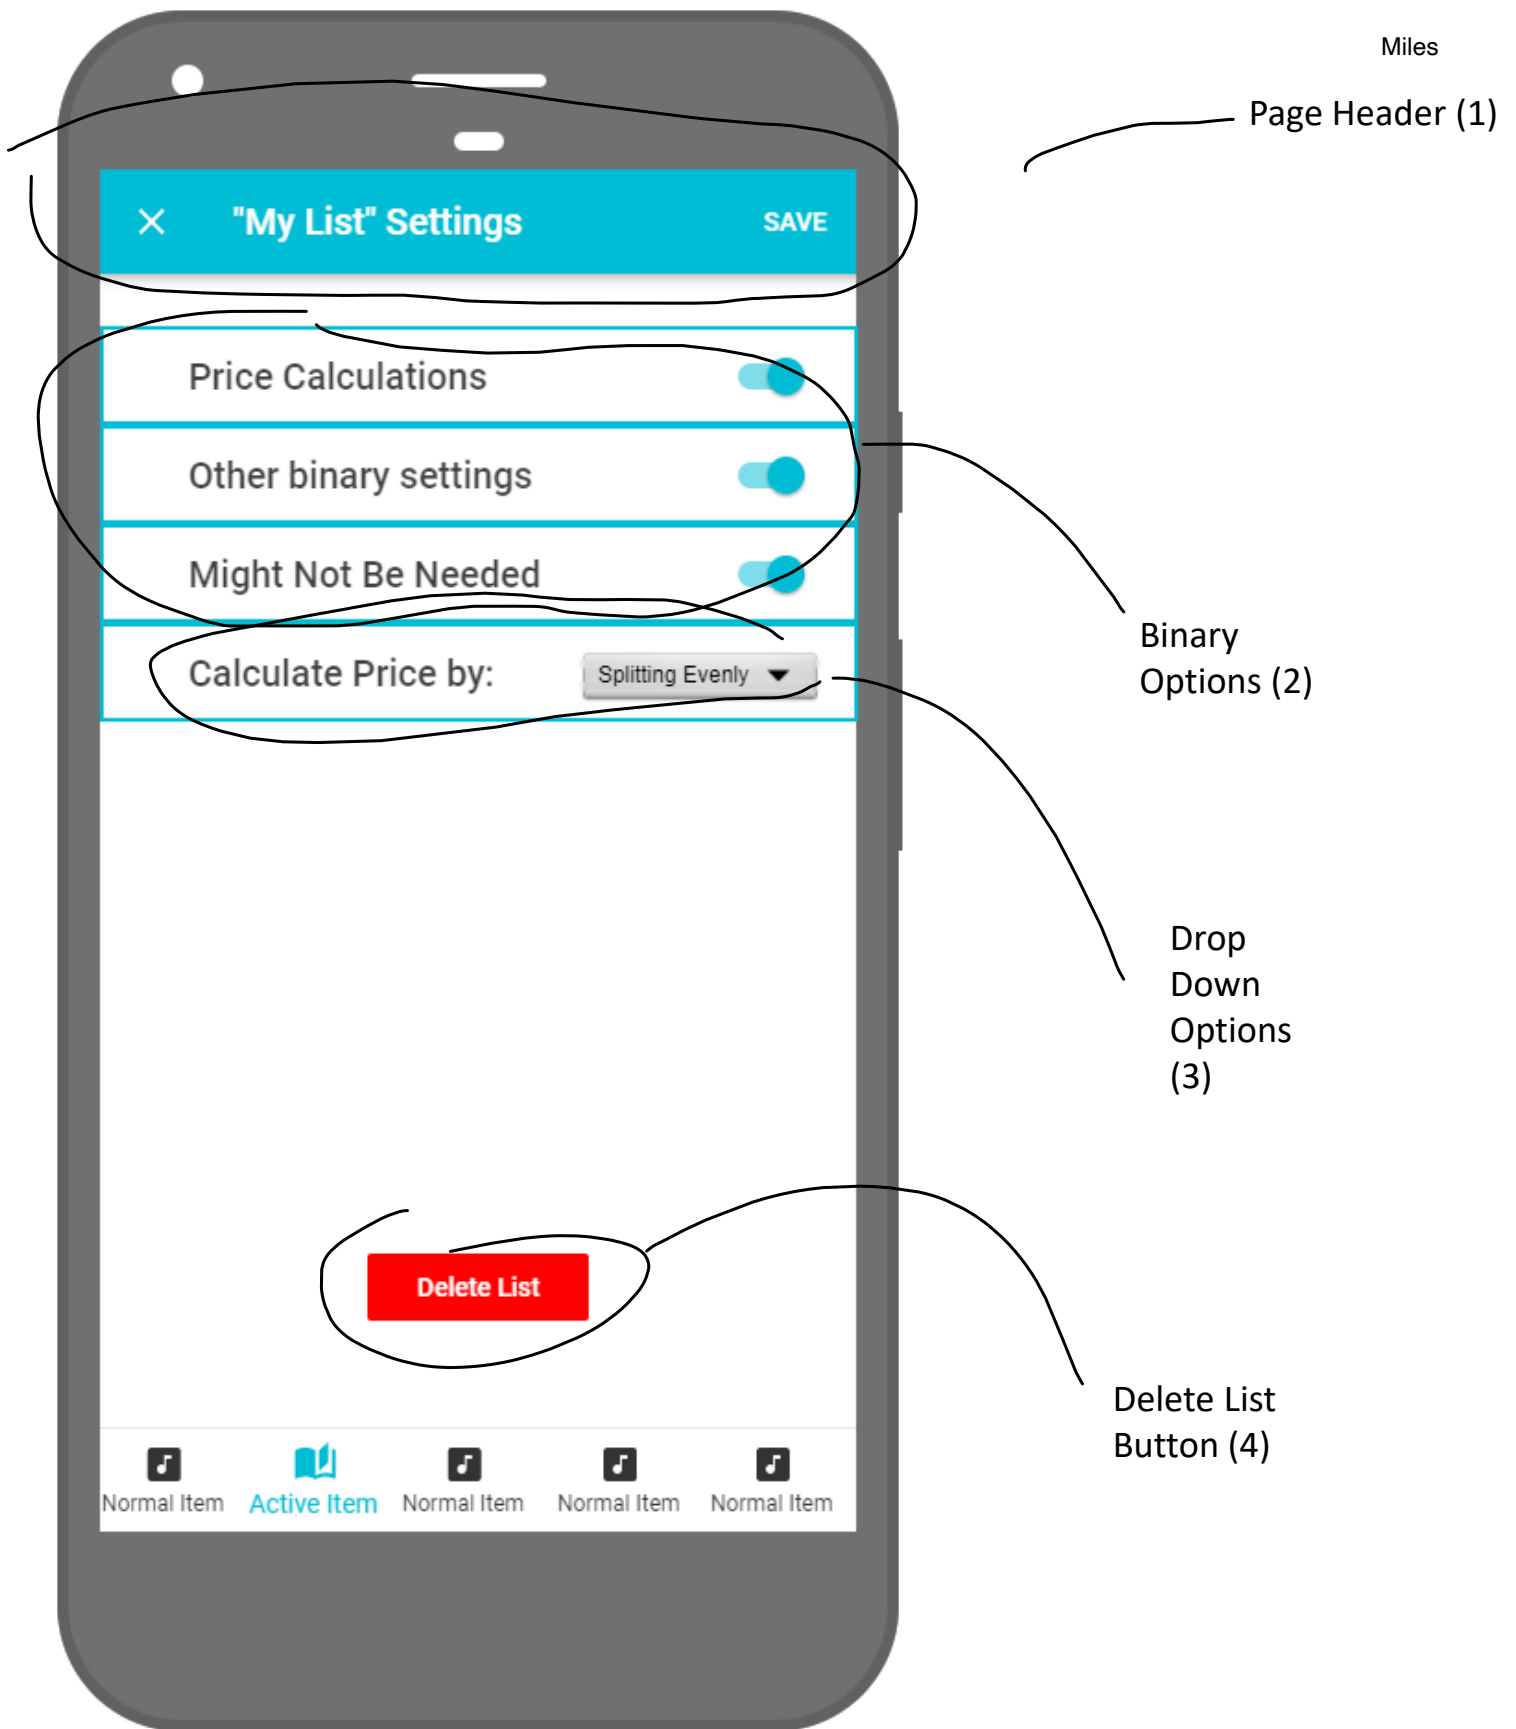 Miles
Page Header (1)
"My List" Settings
SAVE
Price Calculations
Other binary settings
Might Not Be Needed
Calculate Price by:
Splitting Evenly
Binary
Options (2)
Drop
Down
Options
(3)
Delete List
Delete List
Button (4)
Normal Item
Active Item
Normal Item
Normal Item
Normal Item